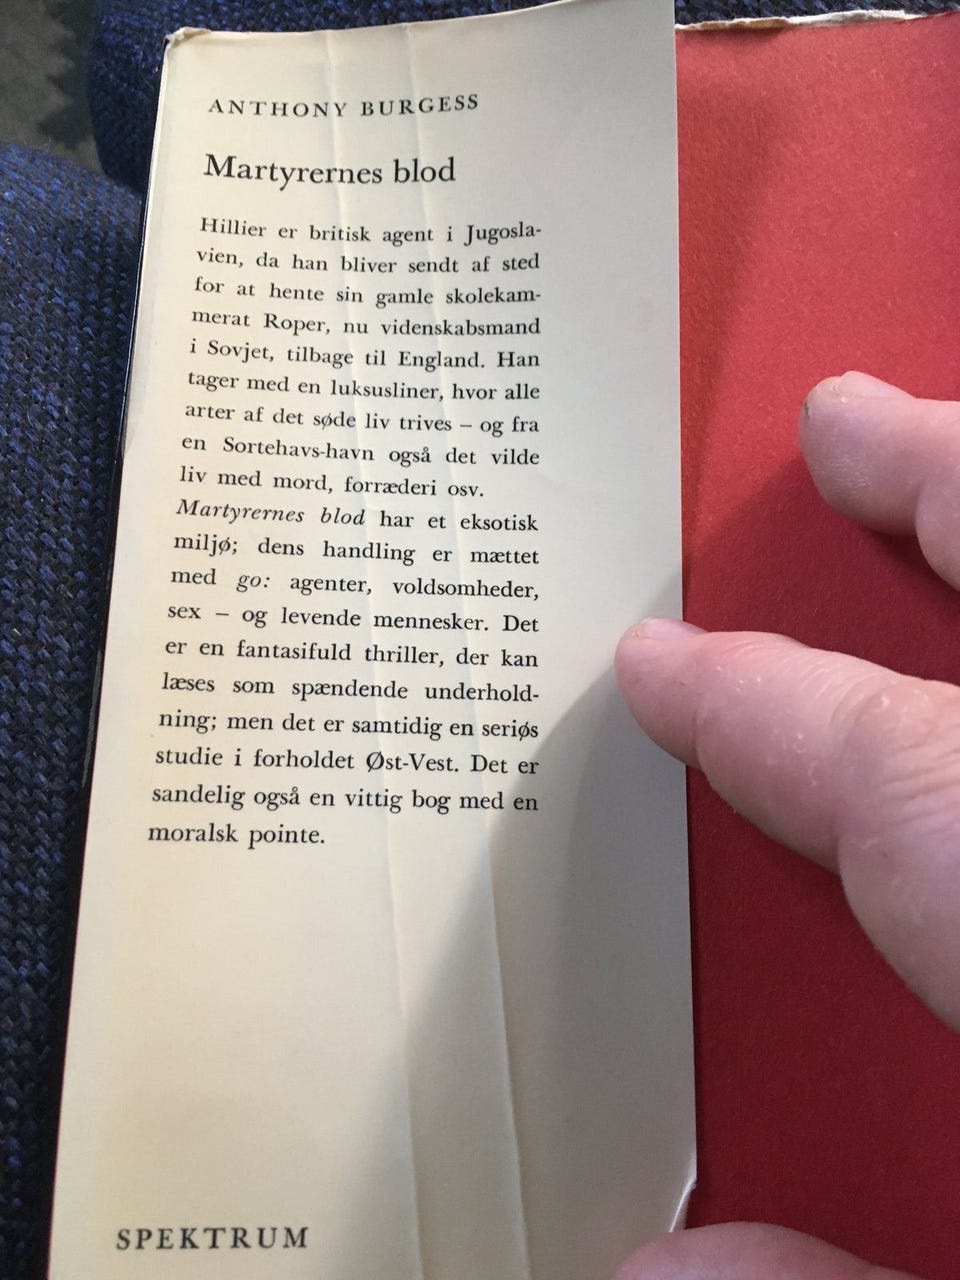 ANTHONY BURGESS
Martyrernes blod
Hillier er britisk agent i Jugosla-
vien, da han bliver sendt af sted
for at hente sin gamle skolekam-
merat Roper, nu videnskabsmand
i Sovjet, tilbage til England. Han
tager med en luksusliner, hvor alle
arter af det søde liv trives – og fra
en Sortehavs-havn også det vilde
liv med mord, forræderi osv.
Martyrernes blod har et eksotisk
miljø; dens handling er mættet
med go: agenter, voldsomheder,
sex – og levende mennesker. Det
er en fantasifuld thriller, der kan
læses som spændende underhold-
ning; men det er samtidig en seriøs
studie i forholdet Øst-Vest. Det er
sandelig også en vittig bog med en
moralsk pointe.
SPEKTRUM